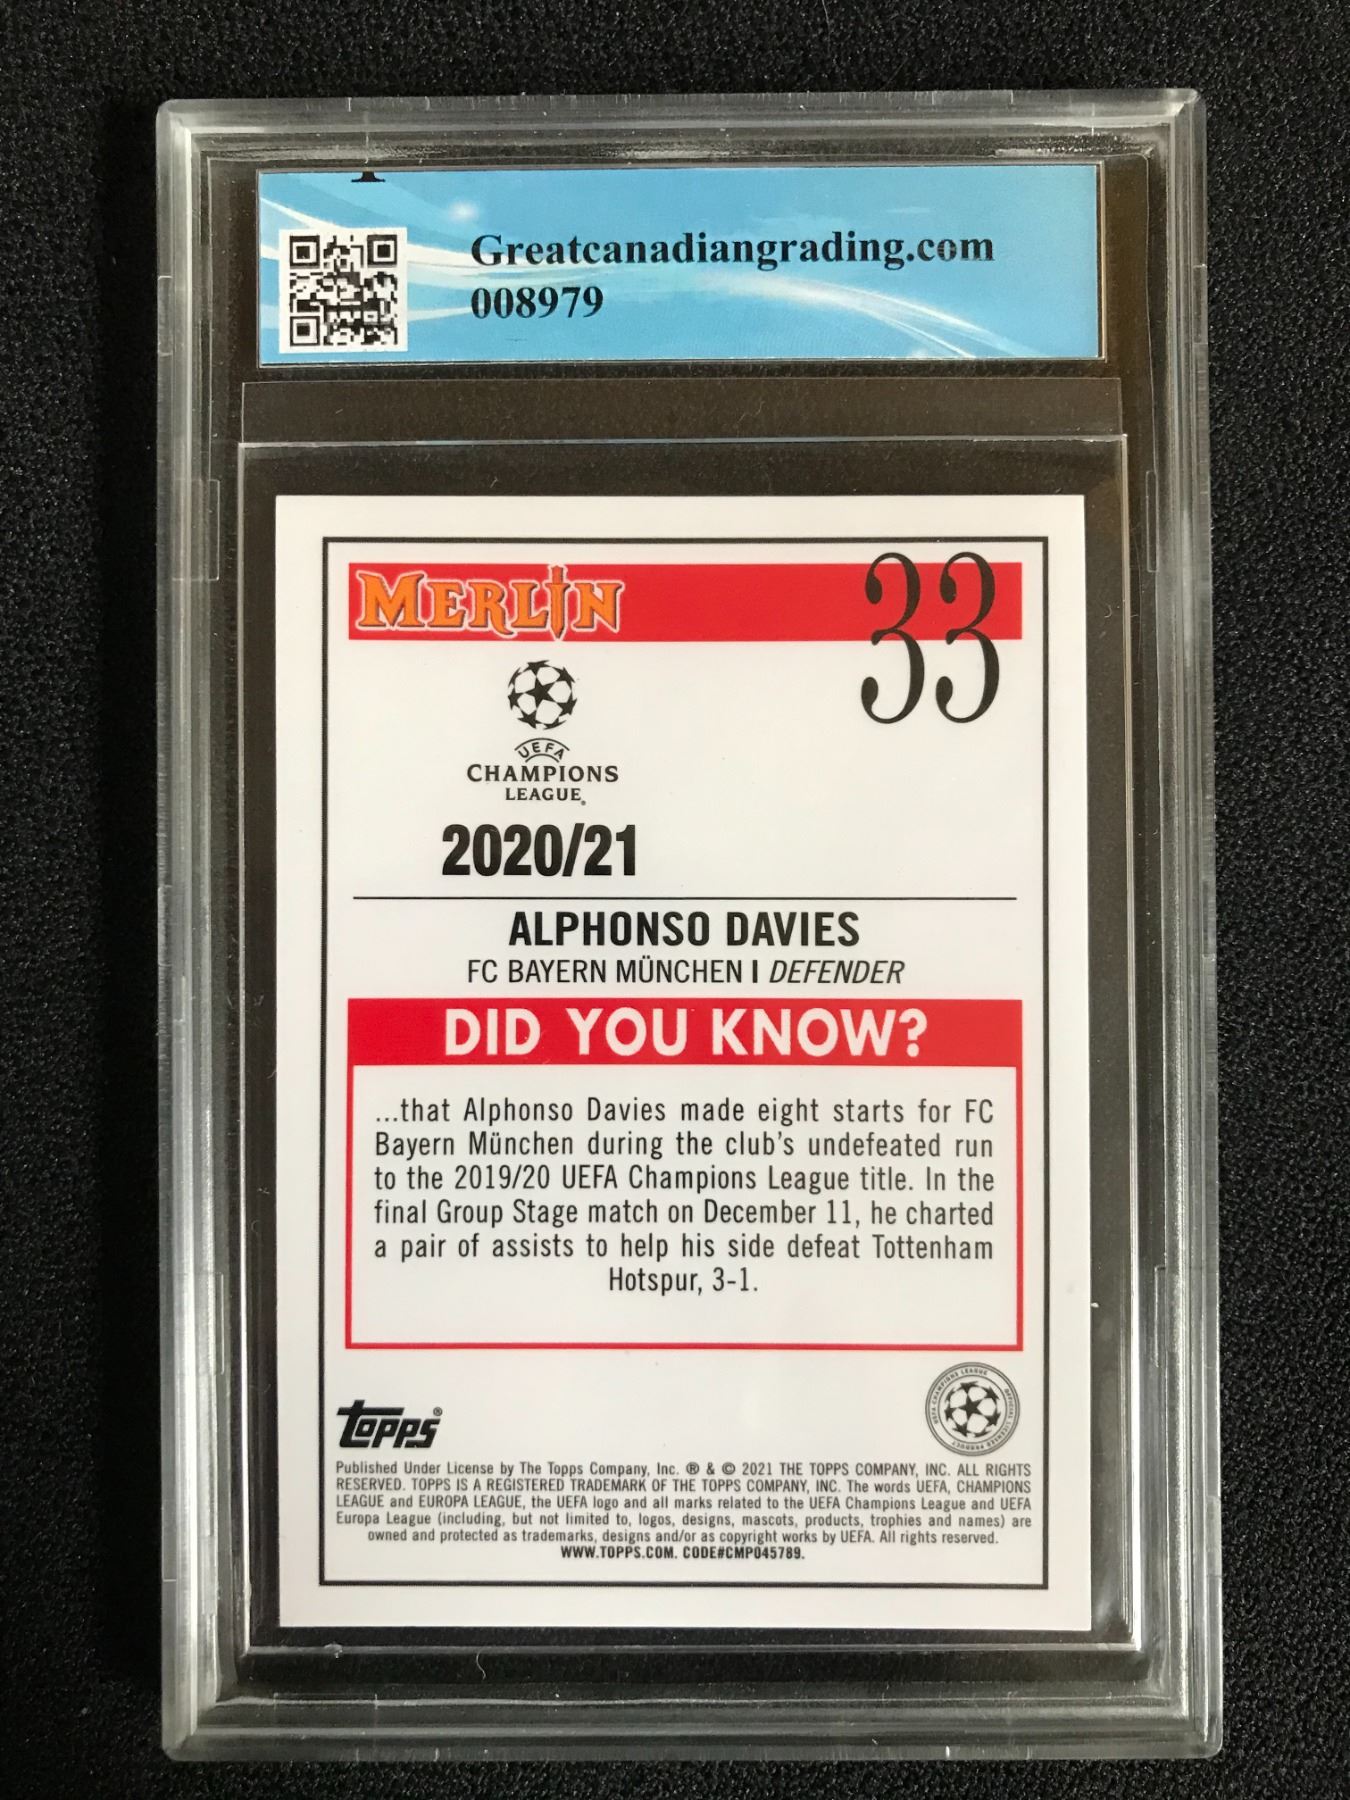 Greatcanadiangrading.com
008979
MERLIN
33
UEFA
CHAMPIONS
LEAGUE®
2020/21
ALPHONSO DAVIES
FC BAYERN MÜNCHEN | DEFENDER
DID YOU KNOW?
...that Alphonso Davies made eight starts for FC
Bayern München during the club's undefeated run
to the 2019/20 UEFA Champions League title. In the
final Group Stage match on December 11, he charted
a pair of assists to help his side defeat Tottenham
Hotspur, 3-1.
UEFA CHAMPIONS LEAGUE OFFICIAL LICENSED PRODUCT
topps®
Published Under License by The Topps Company, Inc. ® & © 2021 THE TOPPS COMPANY, INC. ALL RIGHTS
RESERVED. TOPPS IS A REGISTERED TRADEMARK OF THE TOPPS COMPANY, INC. The words UEFA, CHAMPIONS
LEAGUE and EUROPA LEAGUE, the UEFA logo and all marks related to the UEFA Champions League and UEFA
Europa League (including, but not limited to, logos, designs, mascots, products, trophies and names) are
owned and protected as trademarks, designs and/or as copyright works by UEFA. All rights reserved.
WWW.TOPPS.COM. CODE#CMP045789.